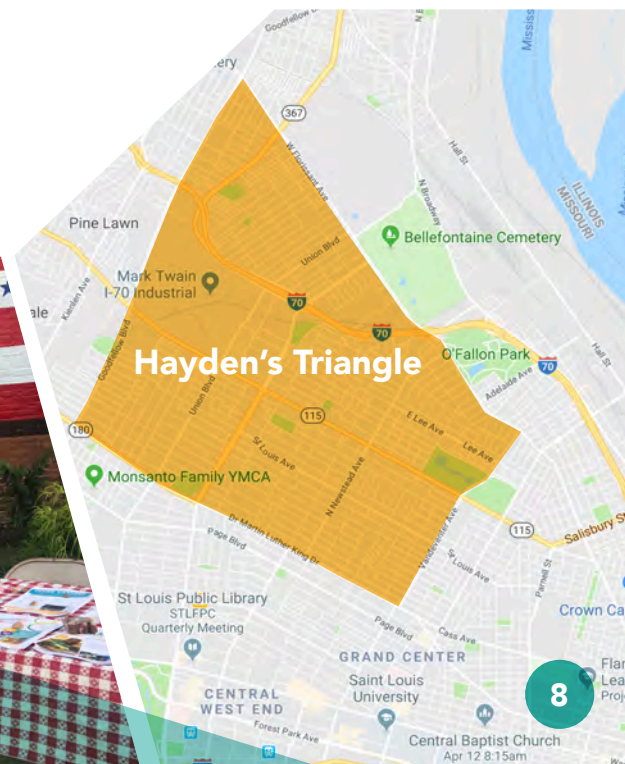 Goodfellow
Mississ
ery
367
W Florissant Ave
Hall St
ILLINOIS
MISSOURI
N Broadway
Pine Lawn
Bellefontaine Cemetery
Union Blvd
Mark Twain
I-70 Industrial
Kienlen Ave
ale
70
70
Goodfellow Blvd
Hayden's Triangle
O'Fallon Park
70
Hall St
Adelaide Ave
Union Blvd
115
E Lee Ave
Lee Ave
180
St Louis Ave
N Newstead Ave
Monsanto Family YMCA
Dr Martin Luther King Dr
Page Blvd
Vandeventer Ave
115
Salisbury St
St Louis Ave
Parnell St
St Louis Public Library
STLFPC
Quarterly Meeting
Page Blvd
Cass Ave
Crown Ca
GRAND CENTER
Saint Louis
University
Flar
Lea
Proj
8
CENTRAL
WEST END
Forest Park Ave
Central Baptist Church
Apr 12 8:15am